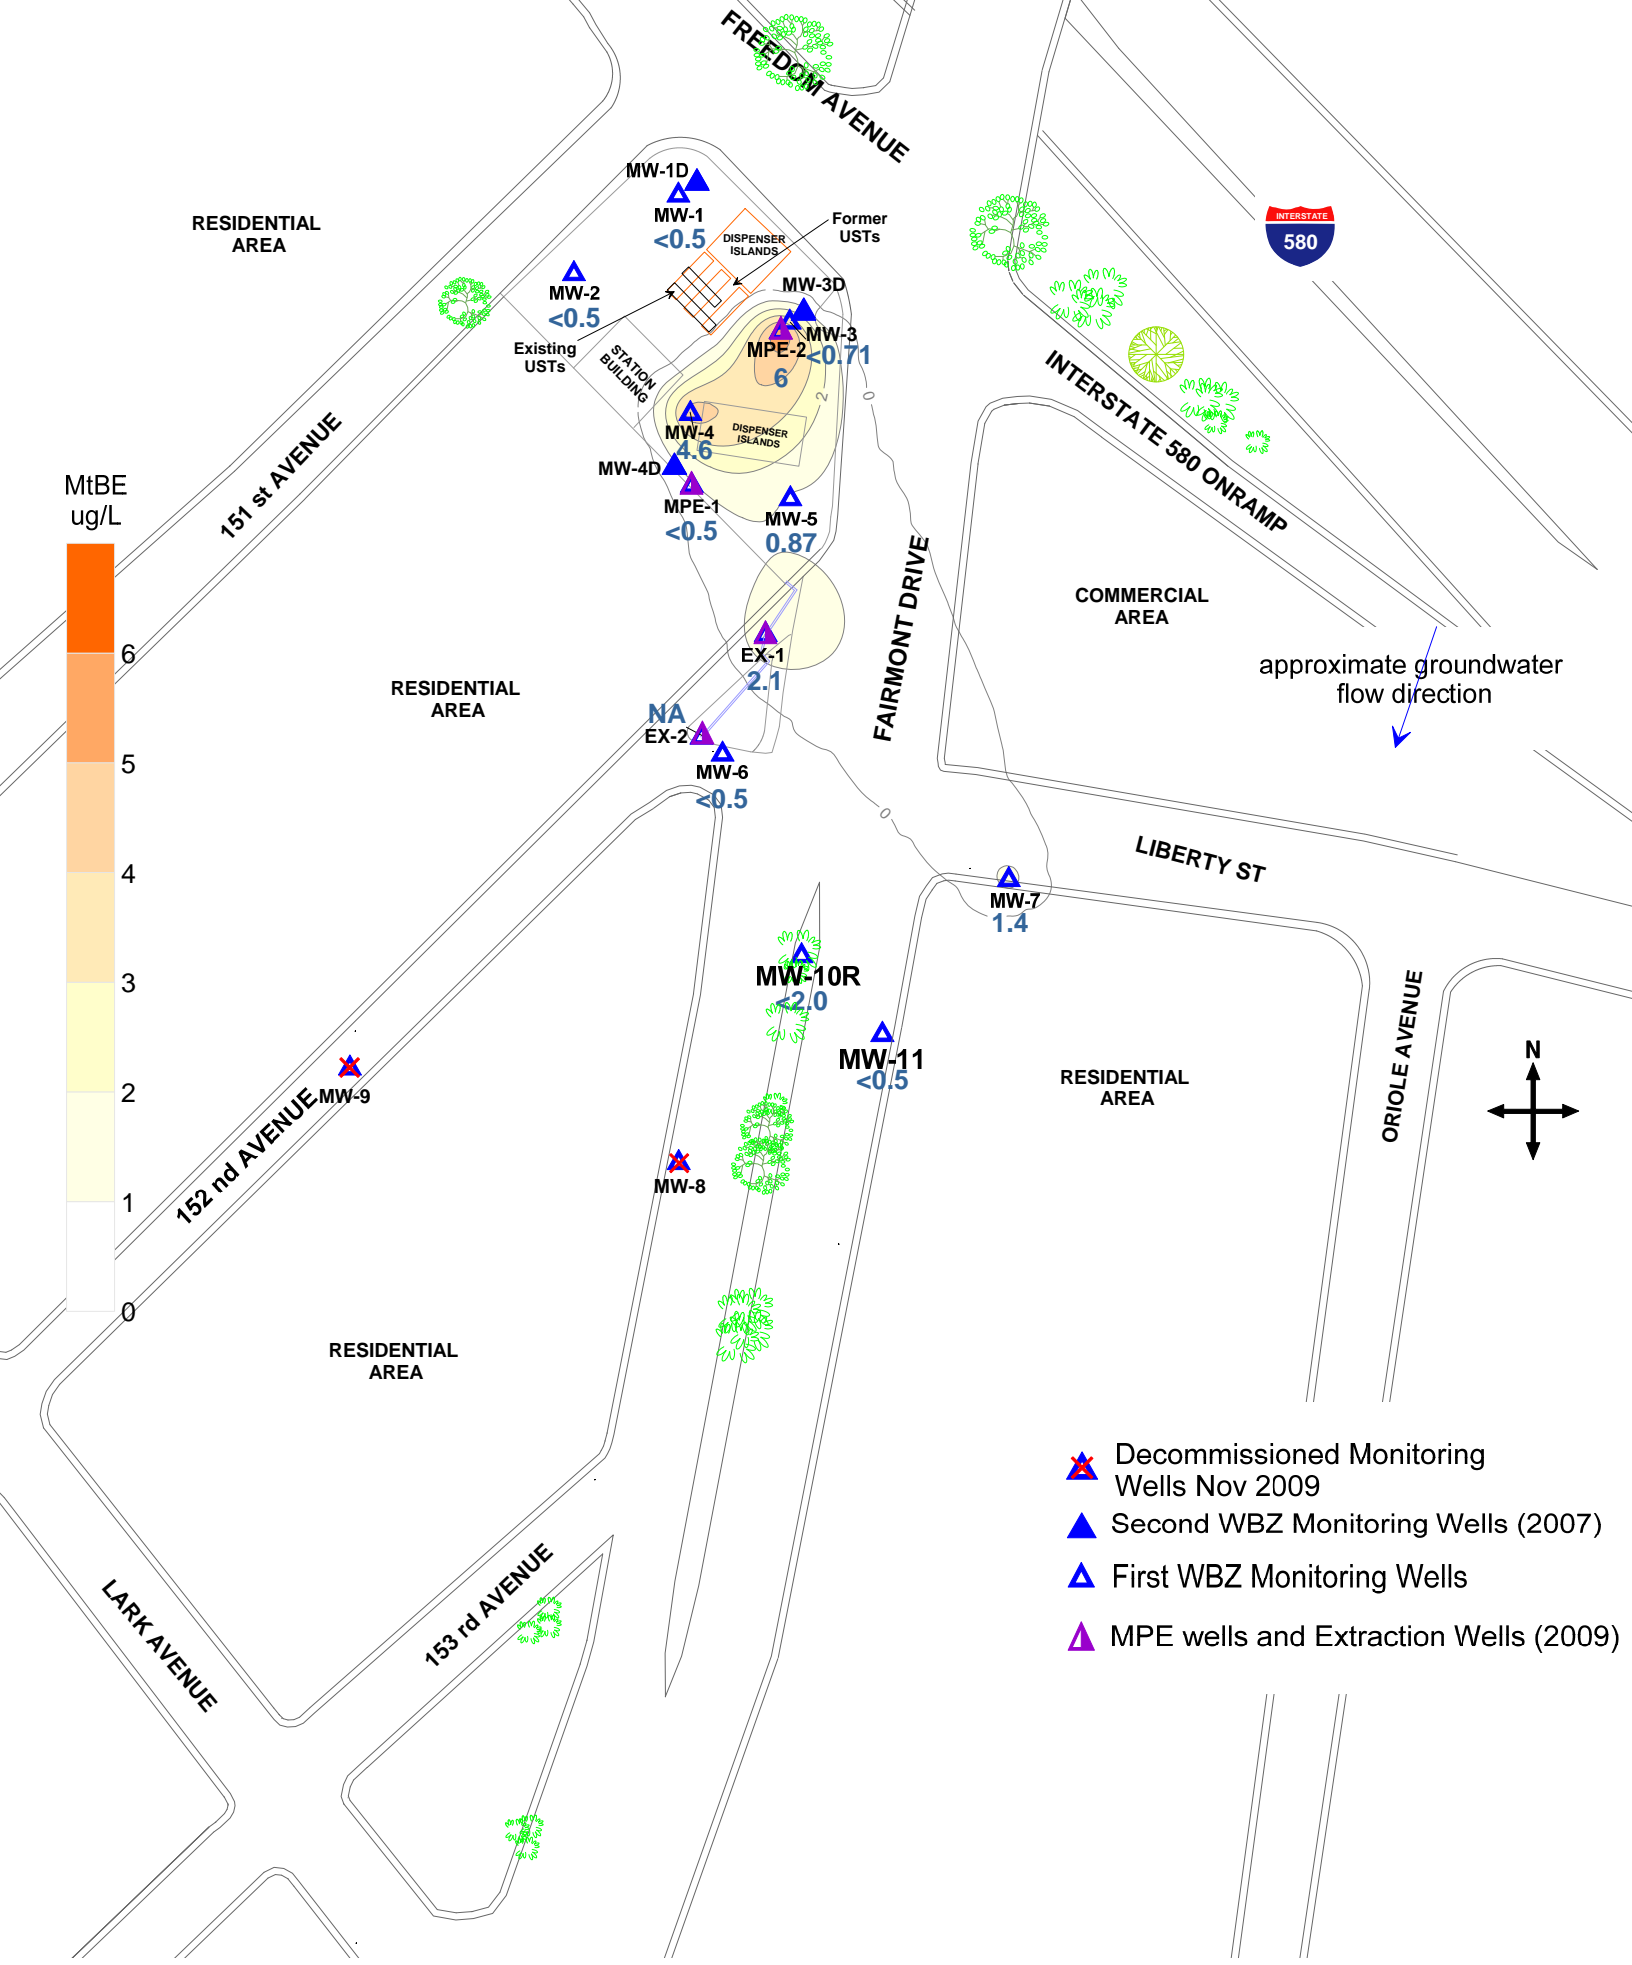 FREEDOM AVENUE
MW-1D
MW-1
<0.5
RESIDENTIAL
AREA
Former
USTs
DISPENSER
ISLANDS
INTERSTATE
580
MW-2
<0.5
MW-3D
MW-3
<0.71
MPE-2
6
Existing
USTs
STATION
BUILDING
2
0
INTERSTATE 580 ONRAMP
MW-4
4.6
DISPENSER
ISLANDS
MW-4D
MPE-1
<0.5
MW-5
0.87
151 st AVENUE
MtBE
ug/L
6
5
4
3
2
1
0
FAIRMONT DRIVE
COMMERCIAL
AREA
EX-1
2.1
RESIDENTIAL
AREA
approximate groundwater
flow direction
NA
EX-2
MW-6
<0.5
0
LIBERTY ST
MW-7
1.4
MW-10R
<2.0
MW-11
<0.5
ORIOLE AVENUE
N
RESIDENTIAL
AREA
MW-9
152 nd AVENUE
MW-8
RESIDENTIAL
AREA
Decommissioned Monitoring
Wells Nov 2009
Second WBZ Monitoring Wells (2007)
First WBZ Monitoring Wells
MPE wells and Extraction Wells (2009)
153 rd AVENUE
LARK AVENUE